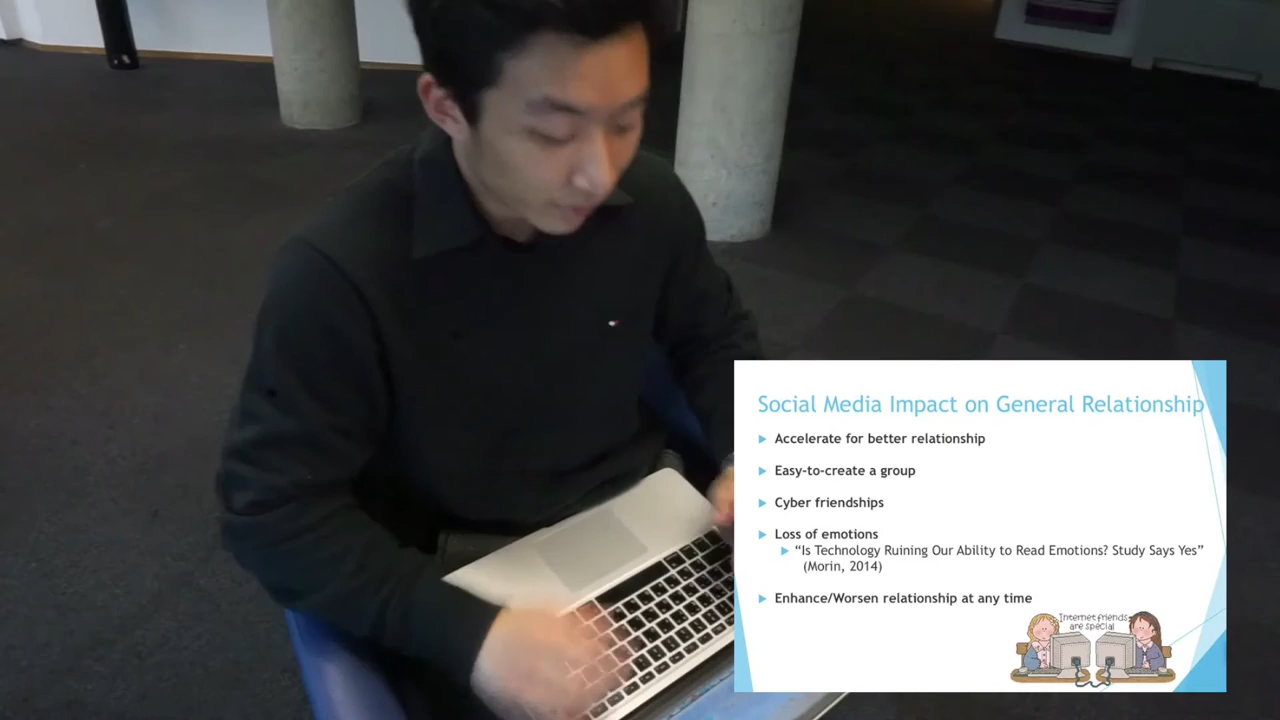 Social Media Impact on General Relationship
Accelerate for better relationship
Easy-to-create a group
Cyber friendships
Loss of emotions
“Is Technology Ruining Our Ability to Read Emotions? Study Says Yes”
(Morin, 2014)
Enhance/Worsen relationship at any time
Internet friends
are special